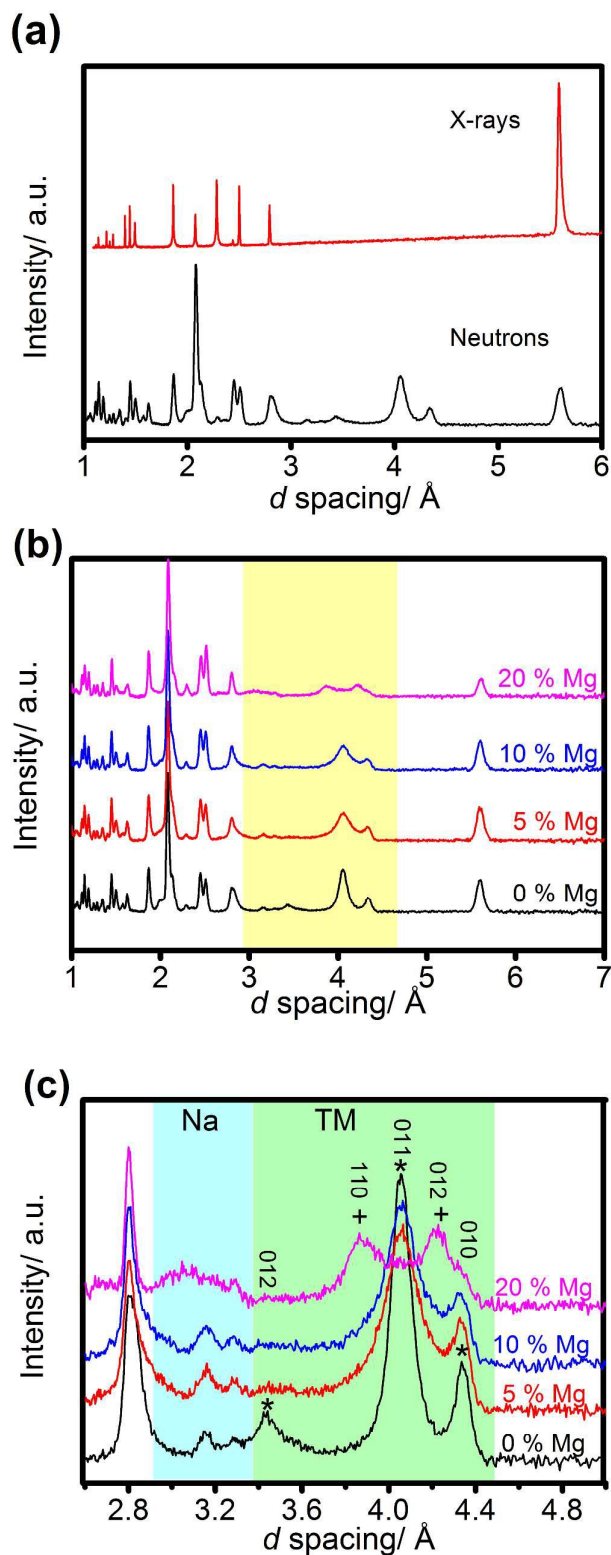 (a)
X-rays
Neutrons
Intensity/ a.u.
1 2 3 4 5 6
d spacing/ Å
(b)
20 % Mg
10 % Mg
5 % Mg
0 % Mg
Intensity/ a.u.
1 2 3 4 5 6 7
d spacing/ Å
(c)
Na TM
012 *
110 +
011 *
012 +
010
*
20 % Mg
10 % Mg
5 % Mg
0 % Mg
Intensity/ a.u.
2.8 3.2 3.6 4.0 4.4 4.8
d spacing/ Å